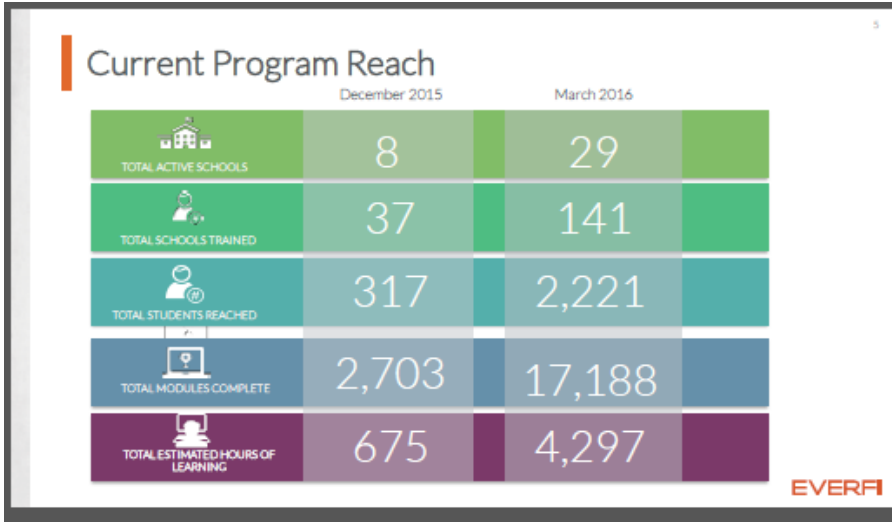 5
Current Program Reach
December 2015 March 2016
TOTAL ACTIVE SCHOOLS 8 29
TOTAL SCHOOLS TRAINED 37 141
TOTAL STUDENTS REACHED 317 2,221
TOTAL MODULES COMPLETE 2,703 17,188
TOTAL ESTIMATED HOURS OF
LEARNING 675 4,297
EVERFI